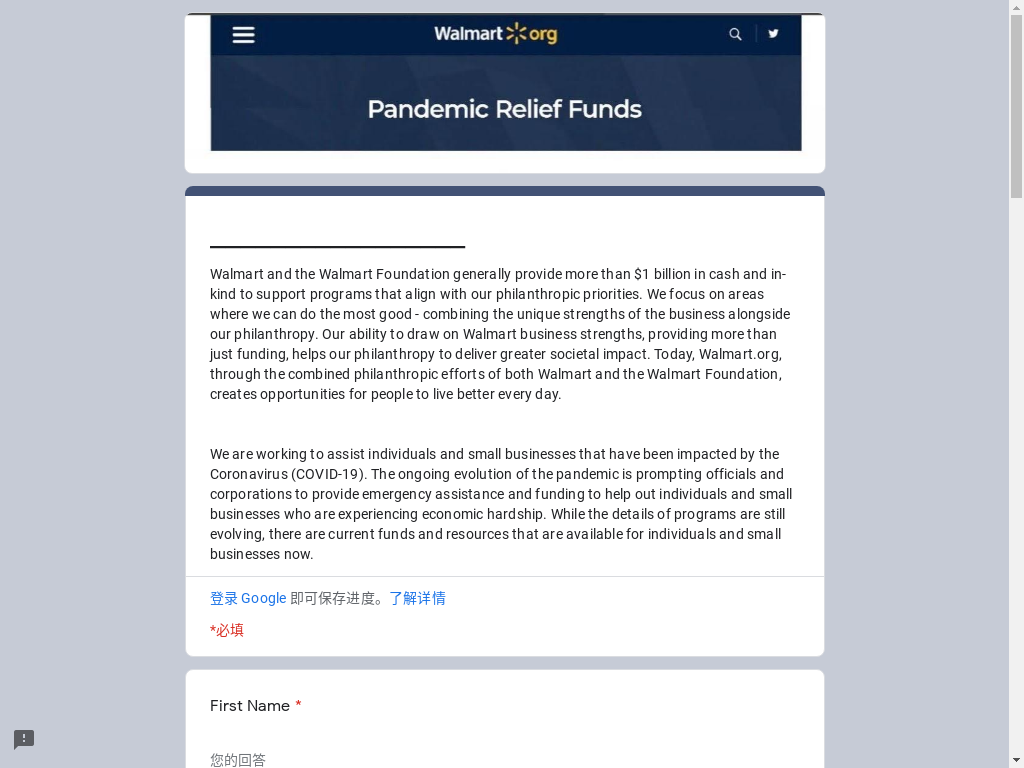 Walmart org
Pandemic Relief Funds
Walmart and the Walmart Foundation generally provide more than $1 billion in cash and in-
kind to support programs that align with our philanthropic priorities. We focus on areas
where we can do the most good - combining the unique strengths of the business alongside
our philanthropy. Our ability to draw on Walmart business strengths, providing more than
just funding, helps our philanthropy to deliver greater societal impact. Today, Walmart.org,
through the combined philanthropic efforts of both Walmart and the Walmart Foundation,
creates opportunities for people to live better every day.
We are working to assist individuals and small businesses that have been impacted by the
Coronavirus (COVID-19). The ongoing evolution of the pandemic is prompting officials and
corporations to provide emergency assistance and funding to help out individuals and small
businesses who are experiencing economic hardship. While the details of programs are still
evolving, there are current funds and resources that are available for individuals and small
businesses now.
登录 Google 即可保存进度。了解详情
*必填
First Name *
您的回答